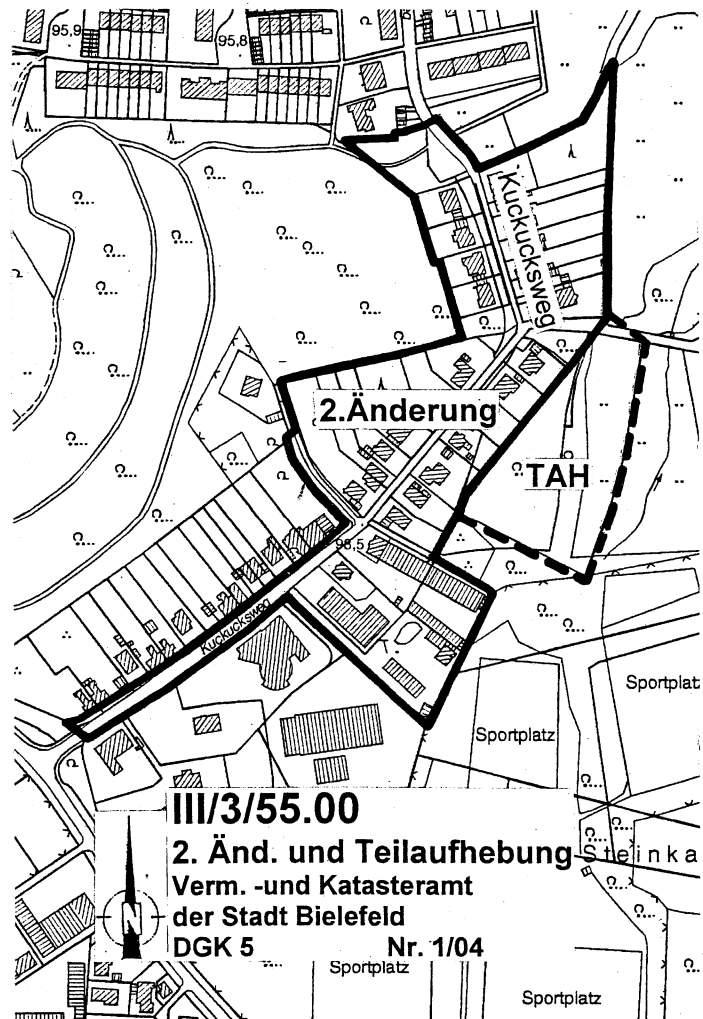 95,9
95,8
Kuckucksweg
2.Änderung
TAH
98,5
Kuckucksweg
Sportplatz
Sportplatz
III/3/55.00
2. Änd. und Teilaufhebung
Steinka
Verm. -und Katasteramt
der Stadt Bielefeld
N
DGK 5 Nr. 1/04
Sportplatz
Sportplatz